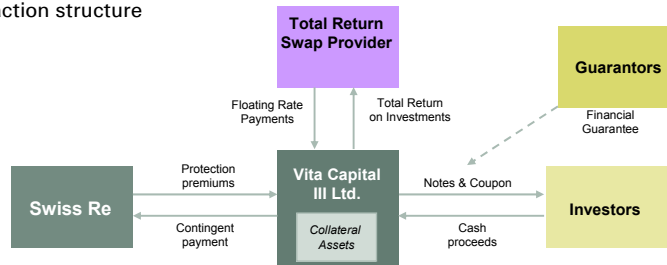 ction structure
Total Return
Swap Provider
Guarantors
Floating Rate
Payments
Total Return
on Investments
Financial
Guarantee
Swiss Re
Protection
premiums
Contingent
payment
Vita Capital
III Ltd.
Collateral
Assets
Notes & Coupon
Cash
proceeds
Investors